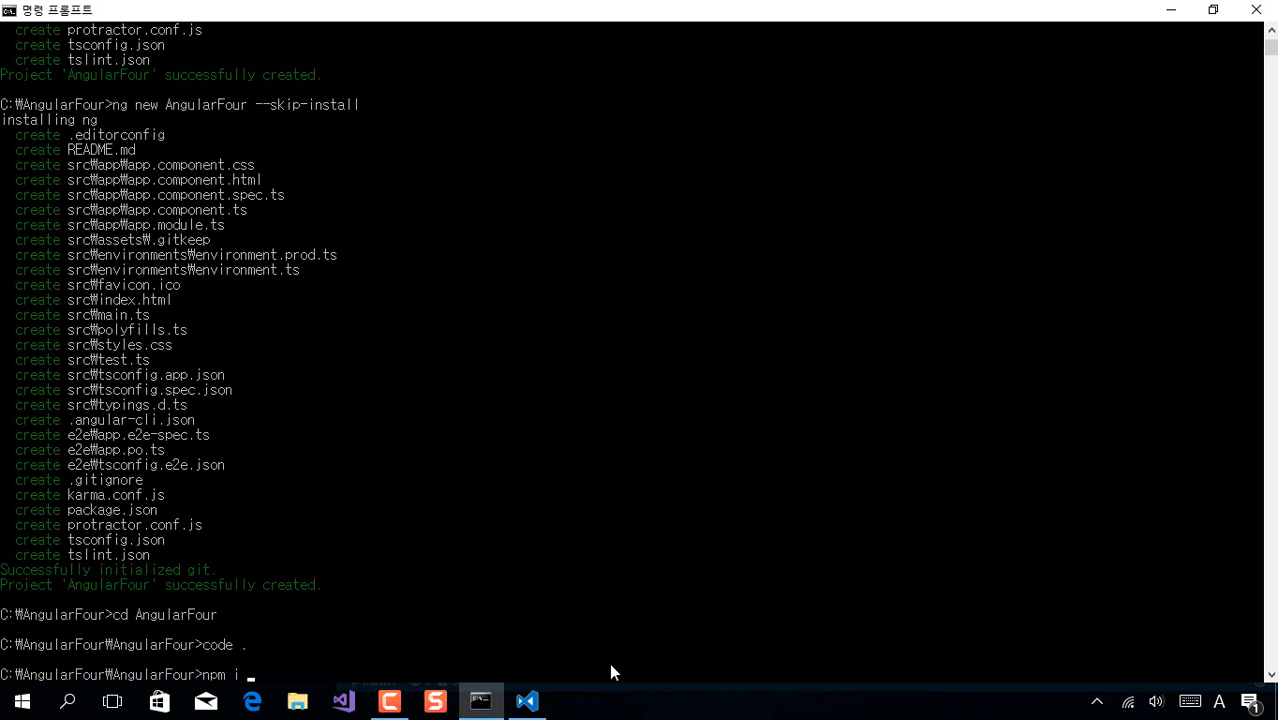 명령 프롬프트
create protractor.conf.js
create tsconfig.json
create tslint.json
Project 'AngularFour' successfully created.
C:₩AngularFour>ng new AngularFour --skip-install
installing ng
create .editorconfig
create README.md
create src₩app₩app.component.css
create src₩app₩app.component.html
create src₩app₩app.component.spec.ts
create src₩app₩app.component.ts
create src₩app₩app.module.ts
create src₩assets₩.gitkeep
create src₩environments₩environment.prod.ts
create src₩environments₩environment.ts
create src₩favicon.ico
create src₩index.html
create src₩main.ts
create src₩polyfills.ts
create src₩styles.css
create src₩test.ts
create src₩tsconfig.app.json
create src₩tsconfig.spec.json
create src₩typings.d.ts
create .angular-cli.json
create e2e₩app.e2e-spec.ts
create e2e₩app.po.ts
create e2e₩tsconfig.e2e.json
create .gitignore
create karma.conf.js
create package.json
create protractor.conf.js
create tsconfig.json
create tslint.json
Successfully initialized git.
Project 'AngularFour' successfully created.
C:₩AngularFour>cd AngularFour
C:₩AngularFour₩AngularFour>code .
C:₩AngularFour₩AngularFour>npm i _
A
1